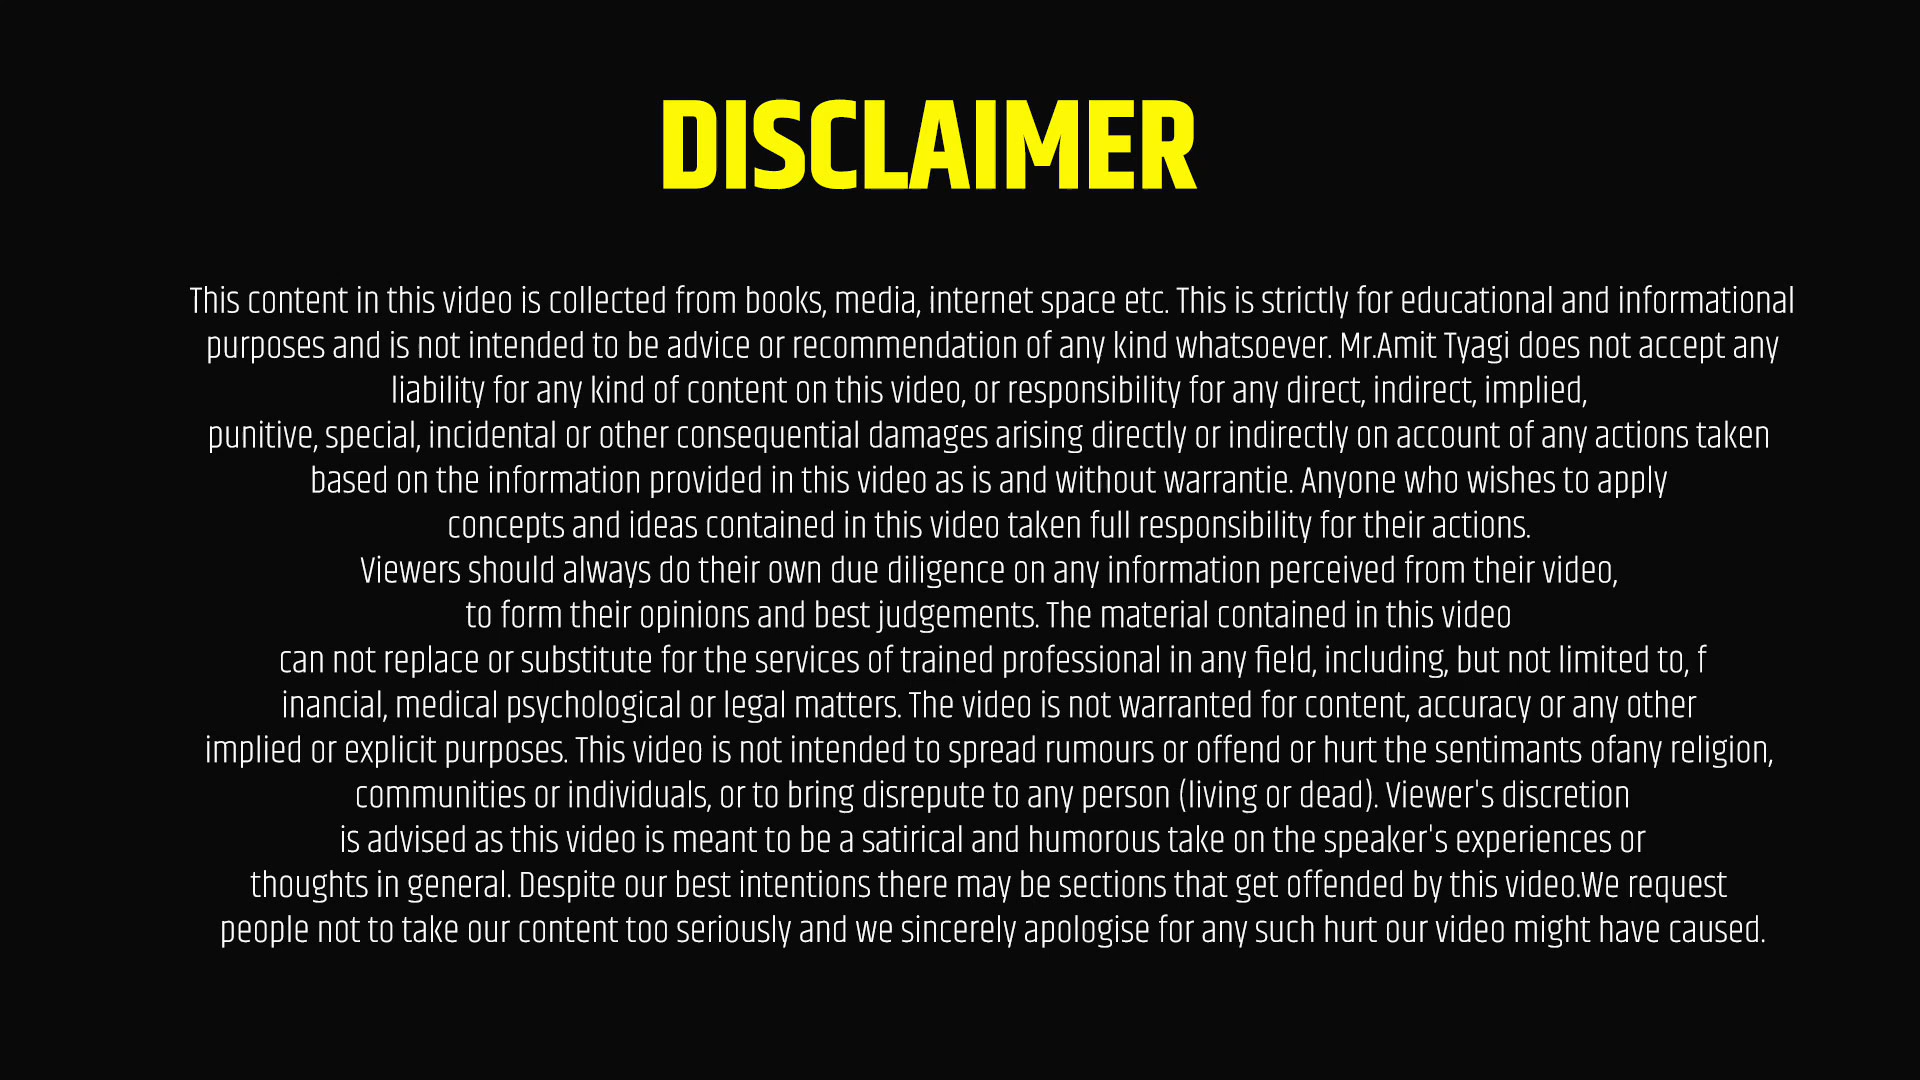 DISCLAIMER
This content in this video is collected from books, media, internet space etc. This is strictly for educational and informational
purposes and is not intended to be advice or recommendation of any kind whatsoever. Mr.Amit Tyagi does not accept any
liability for any kind of content on this video, or responsibility for any direct, indirect, implied,
punitive, special, incidental or other consequential damages arising directly or indirectly on account of any actions taken
based on the information provided in this video as is and without warrantie. Anyone who wishes to apply
concepts and ideas contained in this video taken full responsibility for their actions.
Viewers should always do their own due diligence on any information perceived from their video,
to form their opinions and best judgements. The material contained in this video
can not replace or substitute for the services of trained professional in any field, including, but not limited to, f
inancial, medical psychological or legal matters. The video is not warranted for content, accuracy or any other
implied or explicit purposes. This video is not intended to spread rumours or offend or hurt the sentimants ofany religion,
communities or individuals, or to bring disrepute to any person (living or dead). Viewer's discretion
is advised as this video is meant to be a satirical and humorous take on the speaker's experiences or
thoughts in general. Despite our best intentions there may be sections that get offended by this video.We request
people not to take our content too seriously and we sincerely apologise for any such hurt our video might have caused.